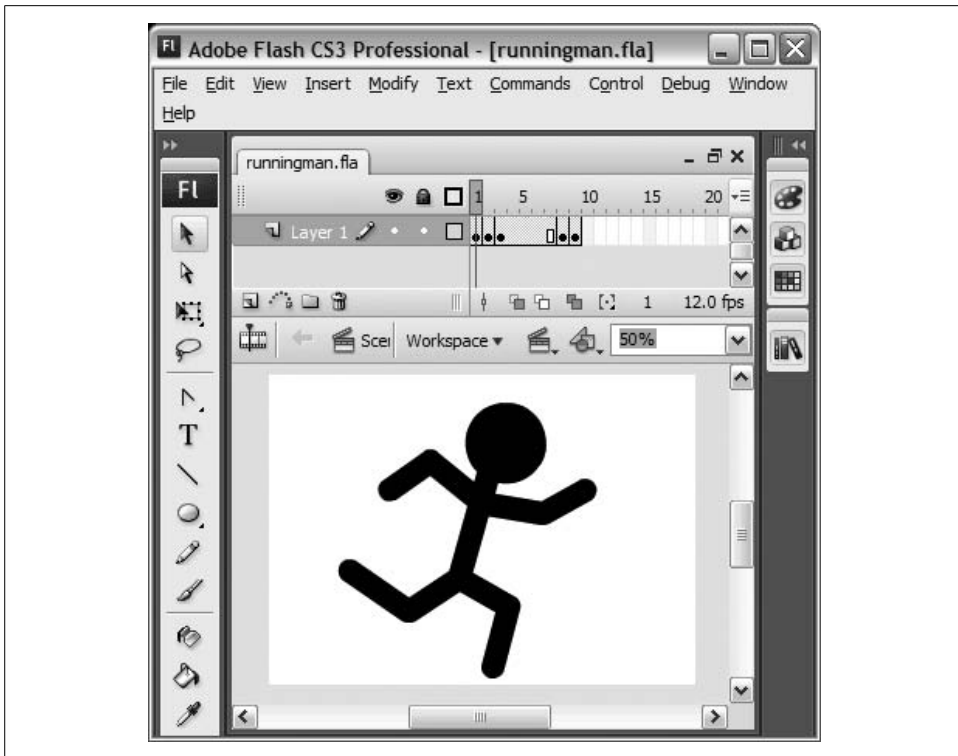 Fl Adobe Flash CS3 Professional - [runningman.fla]
File Edit View Insert Modify Text Commands Control Debug Window
Help
runningman.fla
Fl
1 5 10 15 20
Layer 1
1 12.0 fps
Scei Workspace 50%
T